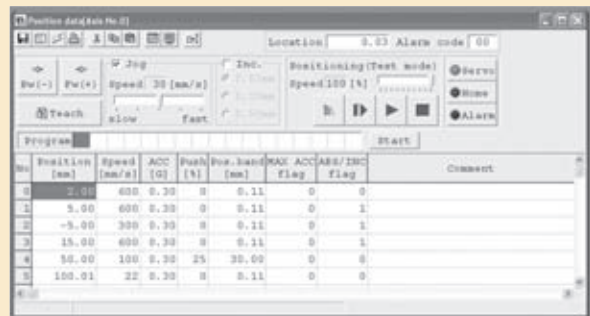 Position data[Axis No.0]
Location 0.03 Alarm code 00
Jog
Inc.
Positioning(Test mode)
Bw(-) Fw(+)
Speed 30 [mm/s]
Speed 100 [%]
Servo
Home
Alarm
Teach
slow fast
Program
Start
No Position [mm] Speed [mm/s] ACC [G] Push [%] Pos.band [mm] MAX ACC flag ABS/INC flag Comment
0 2.00 600 0.30 0 0.11 0 0
1 5.00 600 0.30 0 0.11 0 1
2 -5.00 300 0.30 0 0.11 0 1
3 15.00 600 0.30 0 0.11 0 1
4 50.00 100 0.30 25 30.00 0 0
5 100.01 22 0.30 0 0.11 0 0